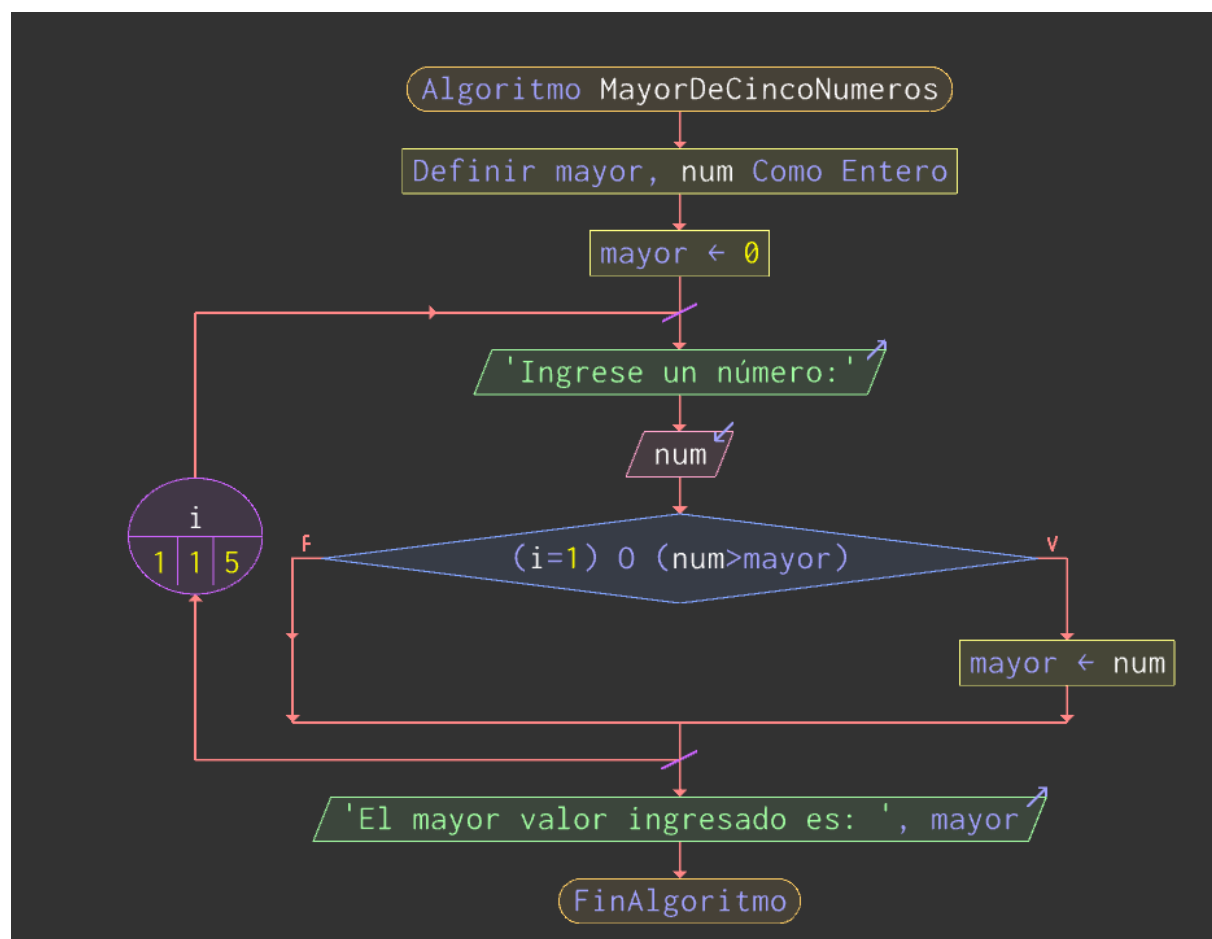 Algoritmo MayorDeCincoNumeros
Definir mayor, num Como Entero
mayor ← 0
'Ingrese un número:'
num
i
1 1 5
F
(i=1) O (num>mayor)
V
mayor ← num
'El mayor valor ingresado es: ', mayor
FinAlgoritmo